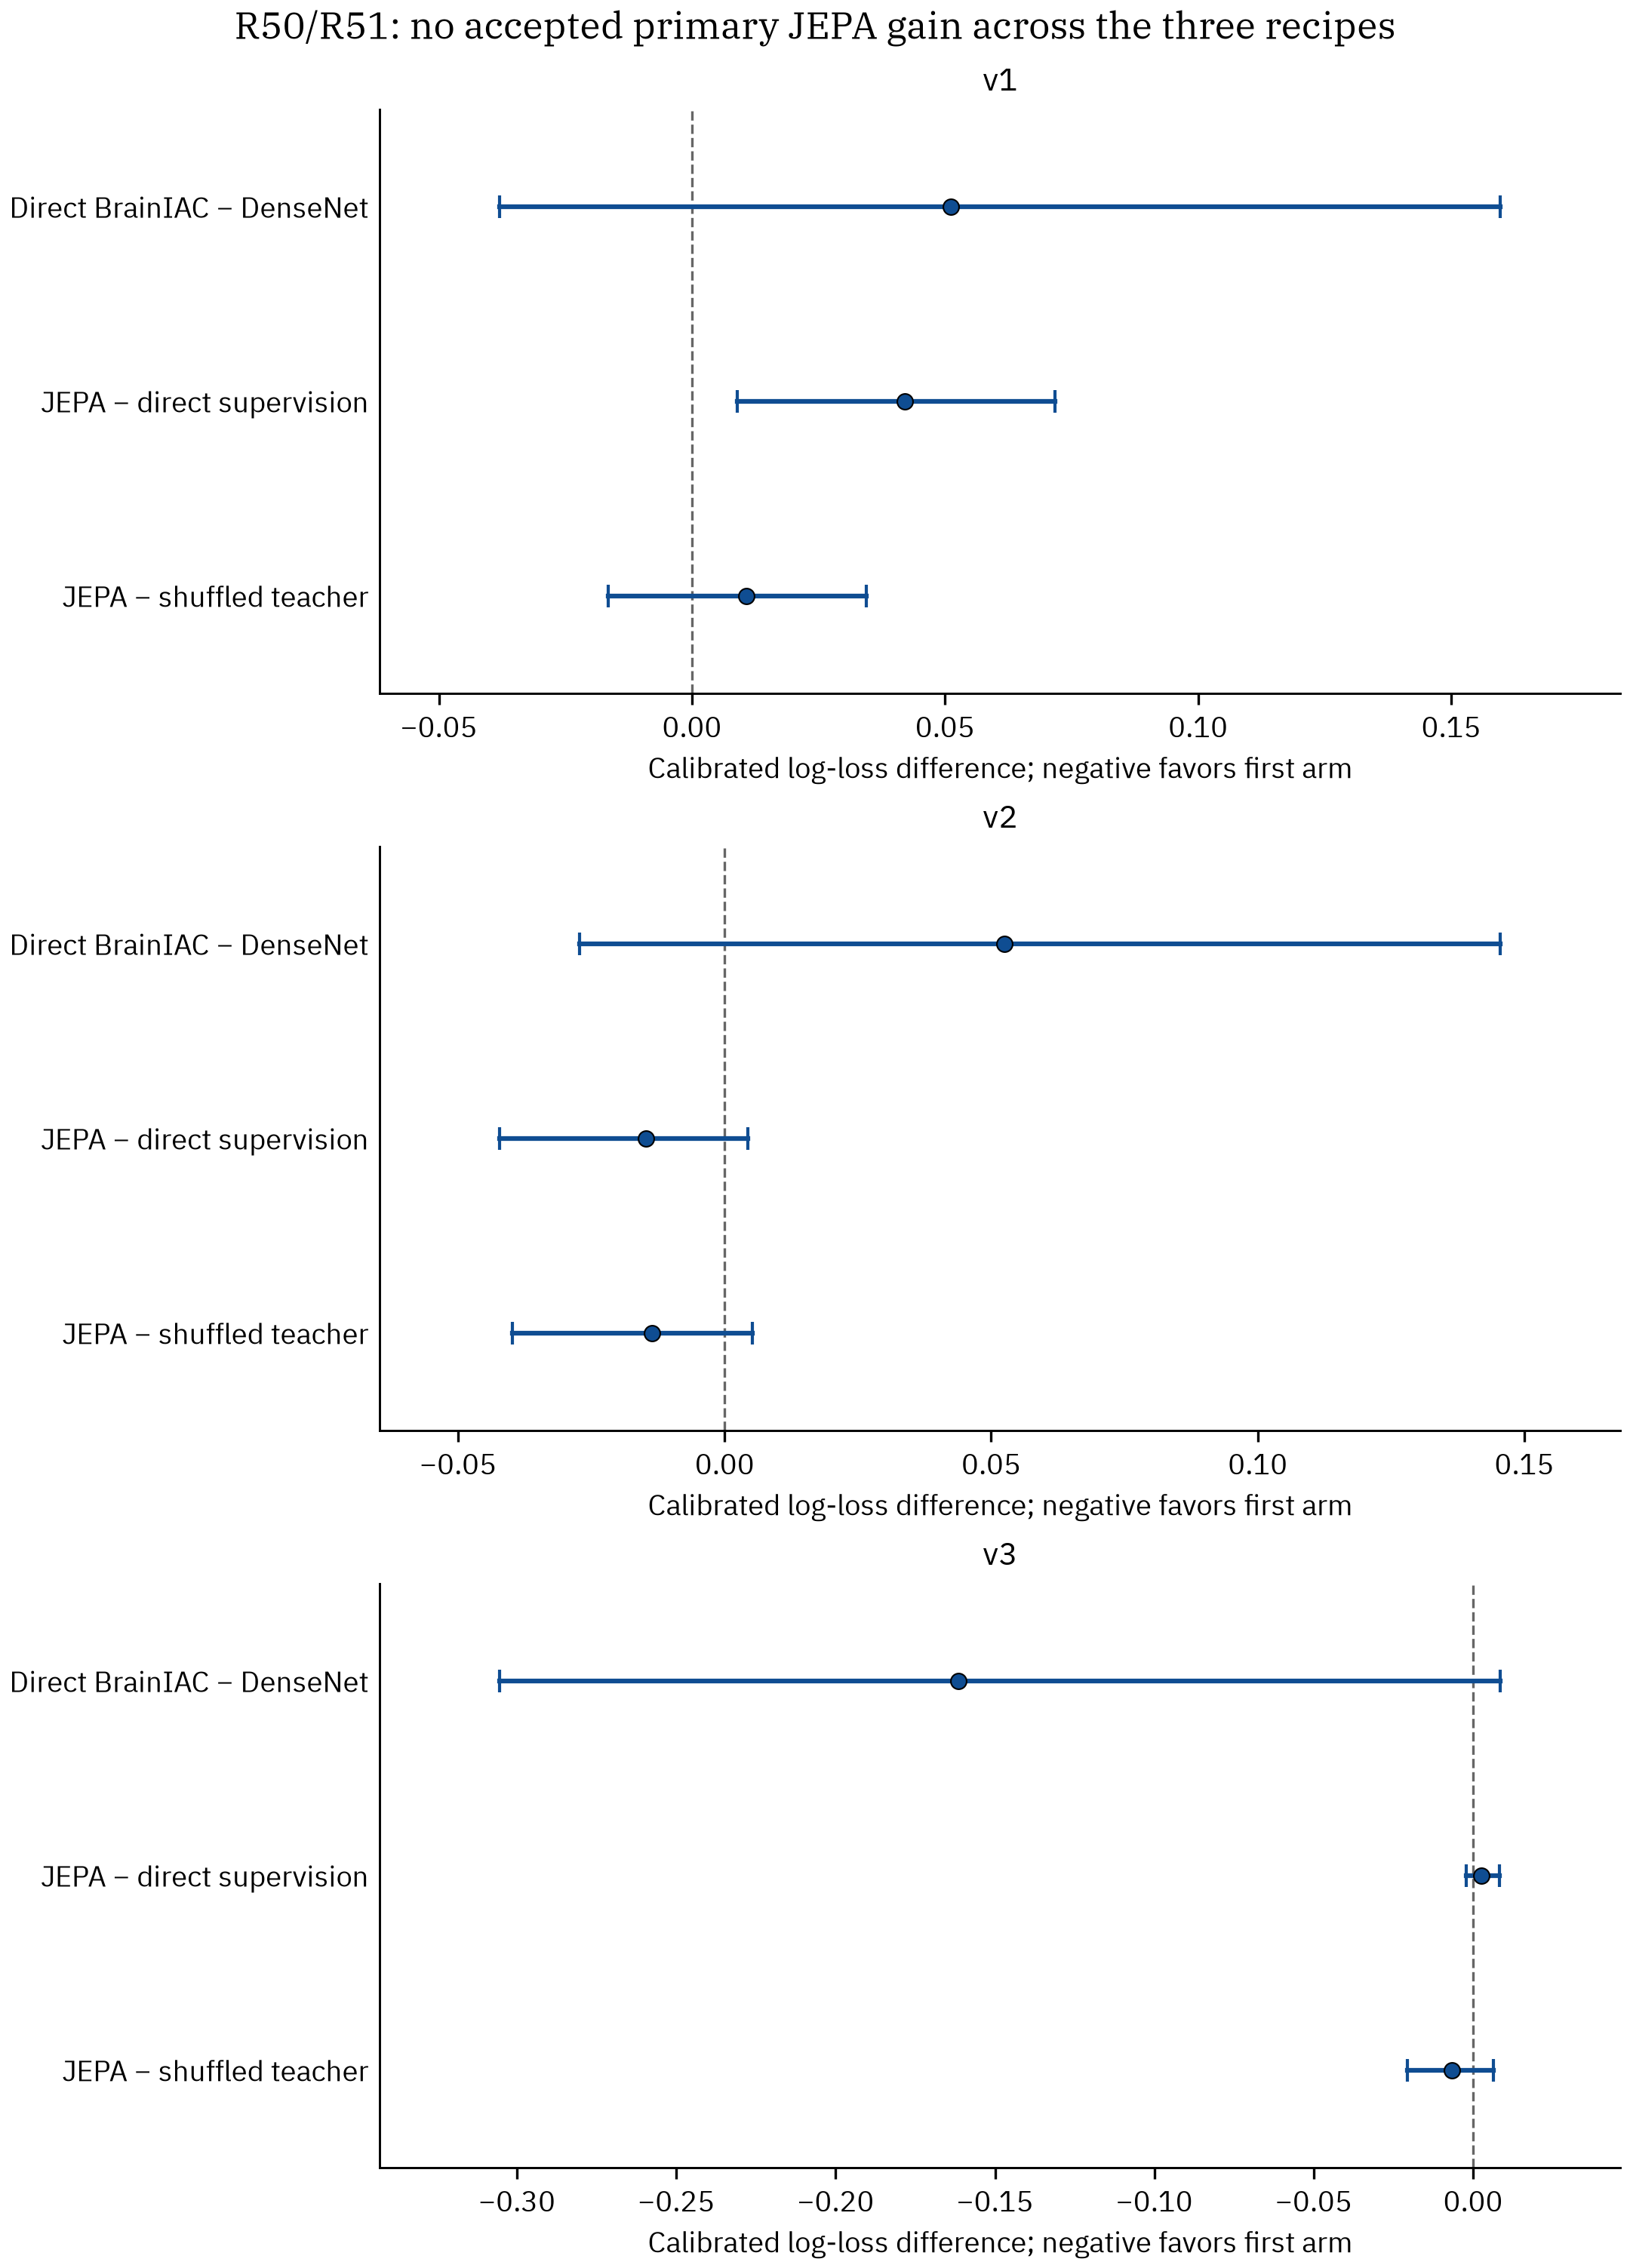 R50/R51: no accepted primary JEPA gain across the three recipes
v1
Direct BrainIAC – DenseNet
JEPA – direct supervision
JEPA – shuffled teacher
−0.05 0.00 0.05 0.10 0.15
Calibrated log-loss difference; negative favors first arm
v2
Direct BrainIAC – DenseNet
JEPA – direct supervision
JEPA – shuffled teacher
−0.05 0.00 0.05 0.10 0.15
Calibrated log-loss difference; negative favors first arm
v3
Direct BrainIAC – DenseNet
JEPA – direct supervision
JEPA – shuffled teacher
−0.30 −0.25 −0.20 −0.15 −0.10 −0.05 0.00
Calibrated log-loss difference; negative favors first arm